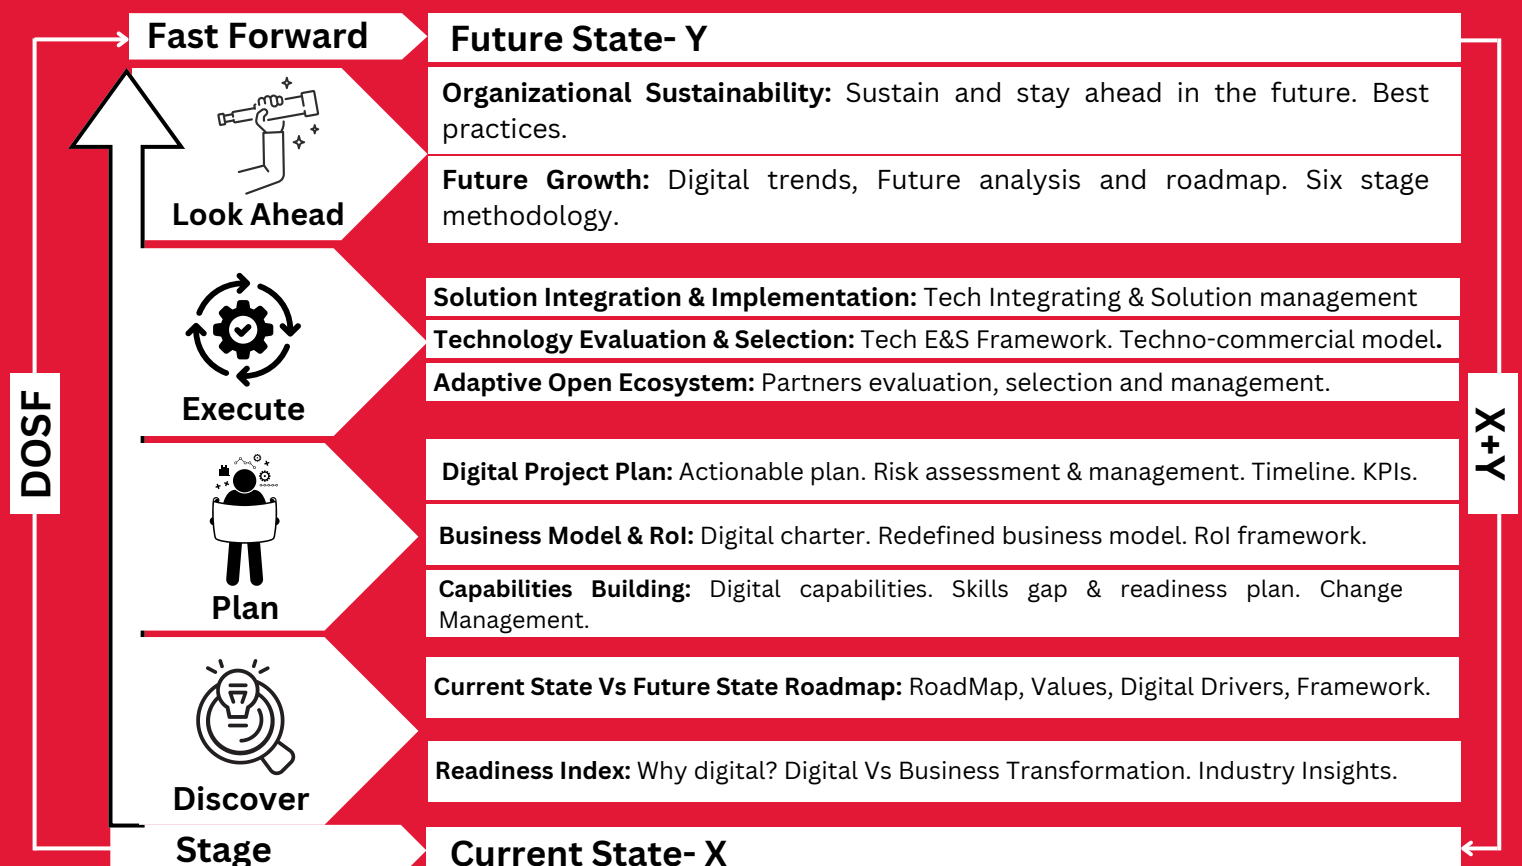 Fast Forward
Future State- Y
Organizational Sustainability: Sustain and stay ahead in the future. Best
practices.
Future Growth: Digital trends, Future analysis and roadmap. Six stage
methodology.
Look Ahead
Solution Integration & Implementation: Tech Integrating & Solution management
Technology Evaluation & Selection: Tech E&S Framework. Techno-commercial model.
Adaptive Open Ecosystem: Partners evaluation, selection and management.
Execute
DOSF
X+Y
Digital Project Plan: Actionable plan. Risk assessment & management. Timeline. KPIs.
Business Model & RoI: Digital charter. Redefined business model. RoI framework.
Capabilities Building: Digital capabilities. Skills gap & readiness plan. Change
Management.
Plan
Current State Vs Future State Roadmap: RoadMap, Values, Digital Drivers, Framework.
Readiness Index: Why digital? Digital Vs Business Transformation. Industry Insights.
Discover
Stage
Current State- X